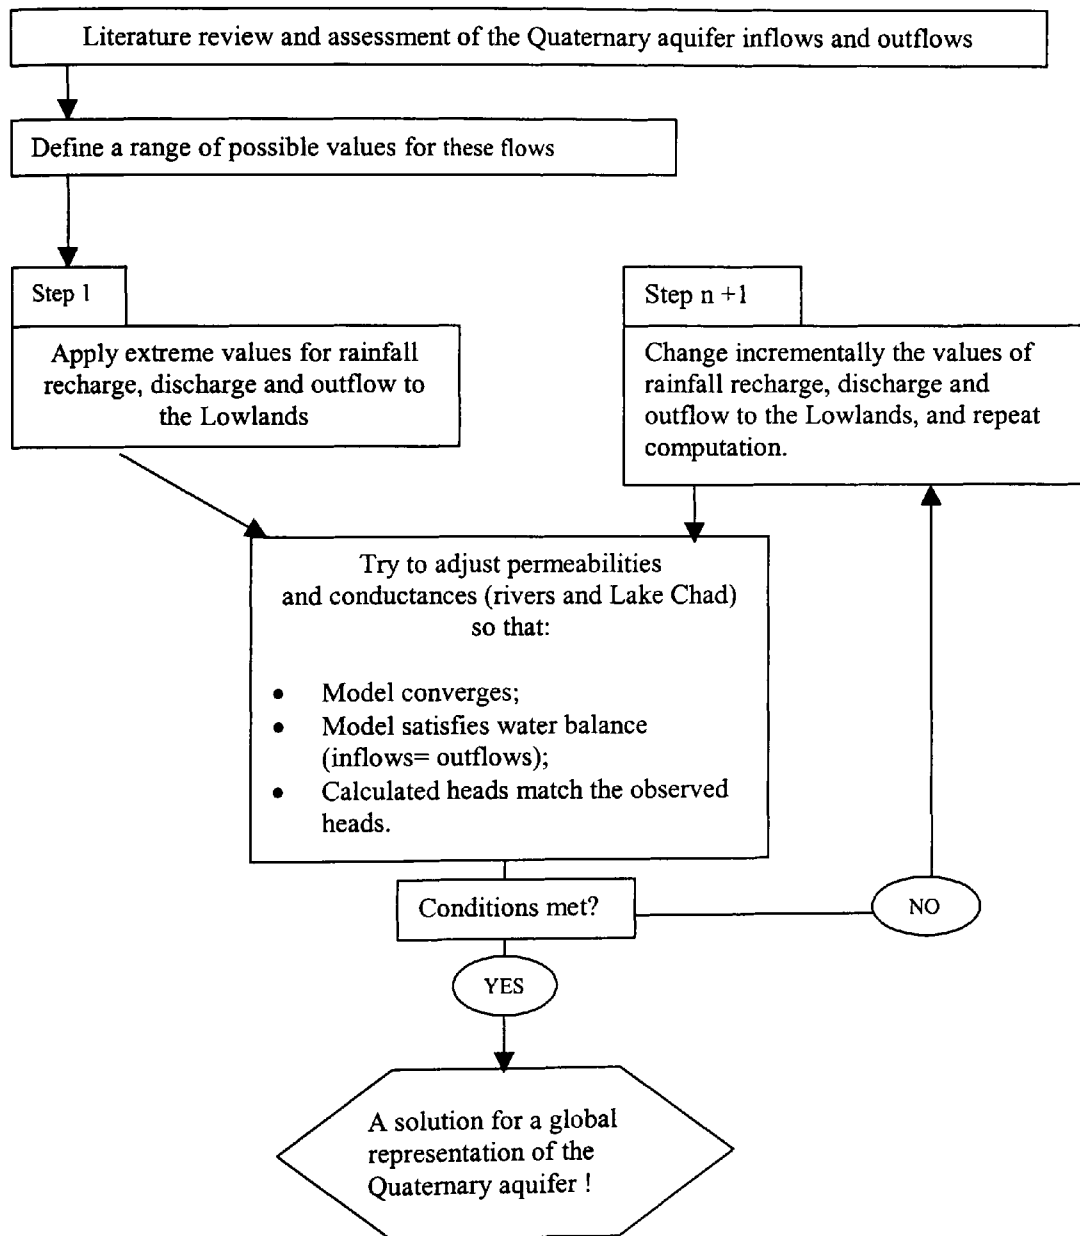 Literature review and assessment of the Quaternary aquifer inflows and outflows
Define a range of possible values for these flows
Step 1
Apply extreme values for rainfall
recharge, discharge and outflow to
the Lowlands
Step n +1
Change incrementally the values of
rainfall recharge, discharge and
outflow to the Lowlands, and repeat
computation.
Try to adjust permeabilities
and conductances (rivers and Lake Chad)
so that:
• Model converges;
• Model satisfies water balance
(inflows= outflows);
• Calculated heads match the observed
heads.
Conditions met?
NO
YES
A solution for a global
representation of the
Quaternary aquifer !